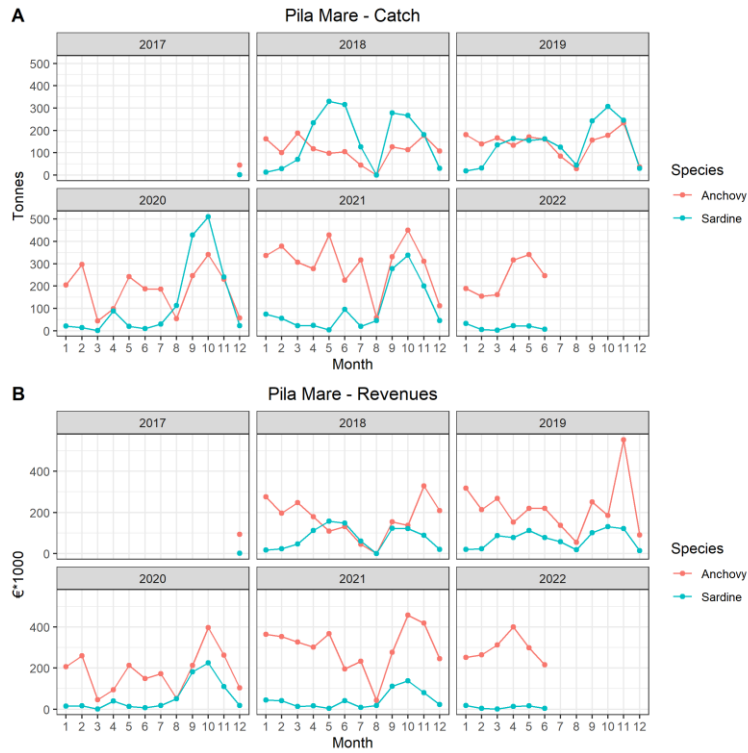 A
Pila Mare - Catch
2017 2018 2019
500
400
300
200
100
0
2020 2021 2022
500
400
300
200
100
0
Tonnes
1 2 3 4 5 6 7 8 9 10 11 12 1 2 3 4 5 6 7 8 9 10 11 12 1 2 3 4 5 6 7 8 9 10 11 12
Month
Species
Anchovy
Sardine
B
Pila Mare - Revenues
2017 2018 2019
400
200
0
2020 2021 2022
400
200
0
€*1000
1 2 3 4 5 6 7 8 9 10 11 12 1 2 3 4 5 6 7 8 9 10 11 12 1 2 3 4 5 6 7 8 9 10 11 12
Month
Species
Anchovy
Sardine